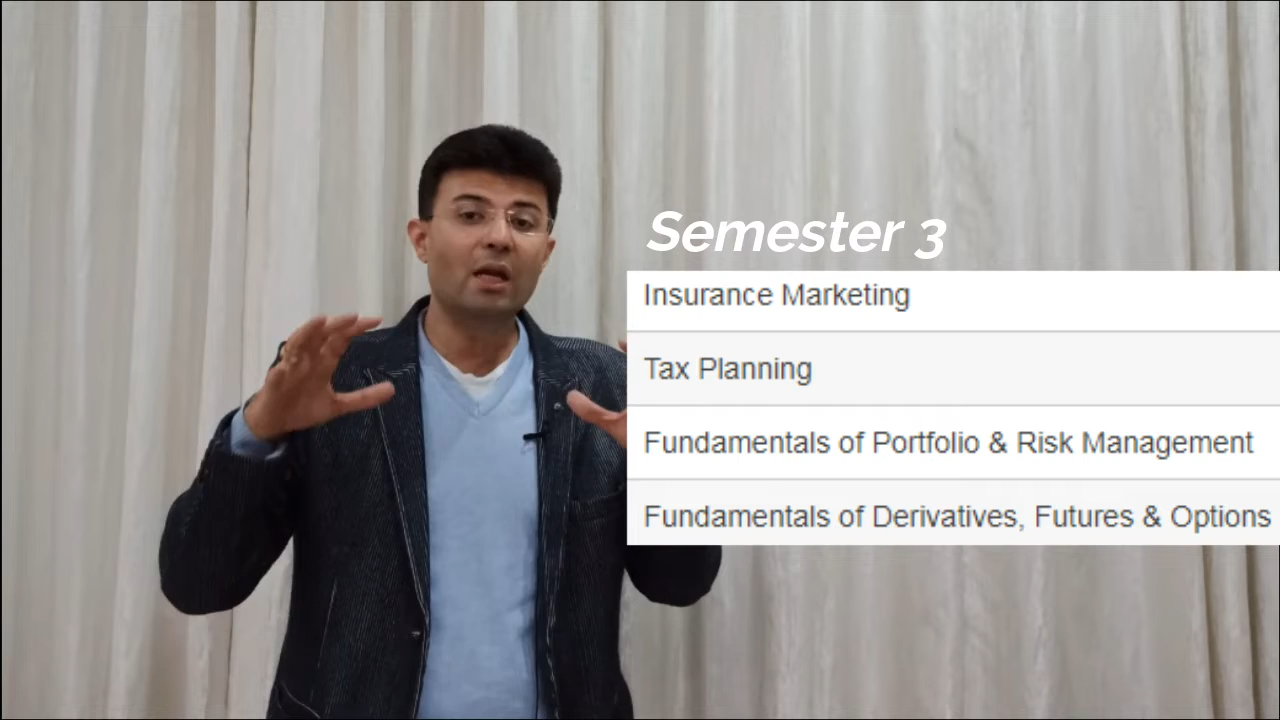 Semester 3
Insurance Marketing
Tax Planning
Fundamentals of Portfolio & Risk Management
Fundamentals of Derivatives, Futures & Options